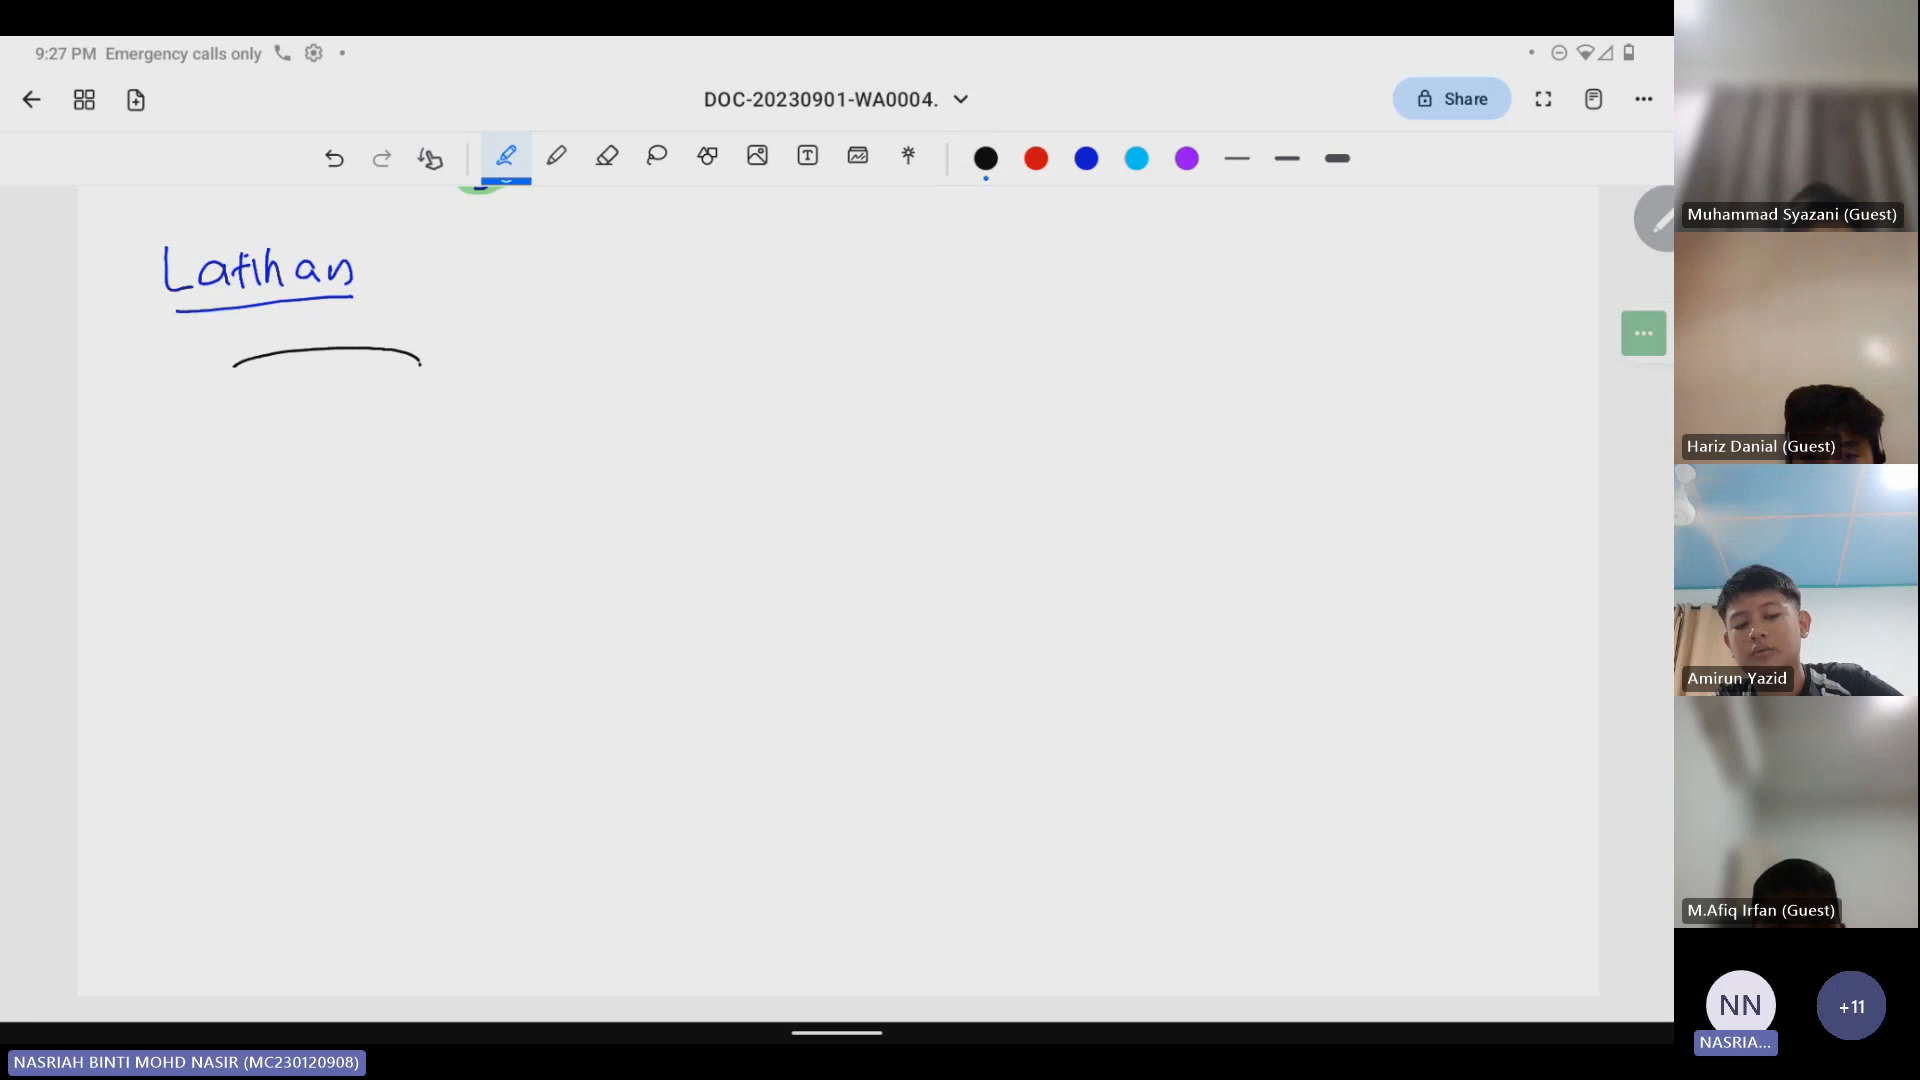 9:27 PM Emergency calls only
DOC-20230901-WA0004.
Share
Latihan
Muhammad Syazani (Guest)
Hariz Danial (Guest)
Amirun Yazid
M.Afiq Irfan (Guest)
NN
+11
NASRIA...
NASRIAH BINTI MOHD NASIR (MC230120908)